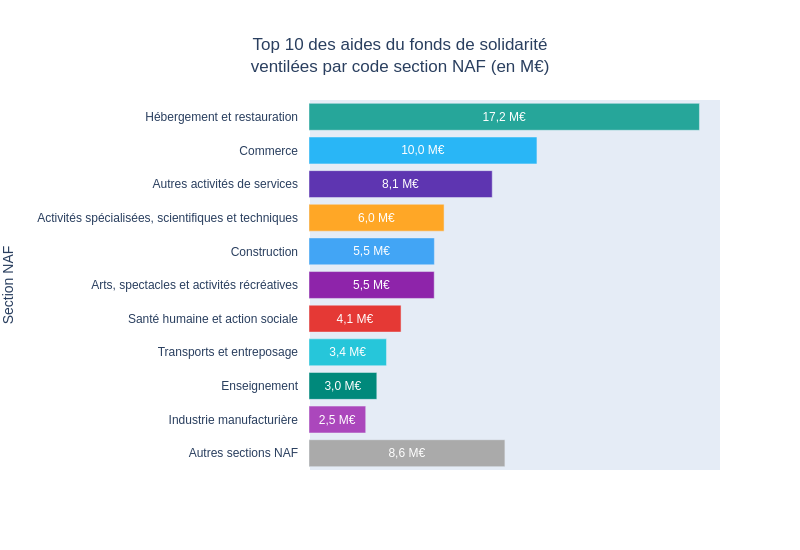 Top 10 des aides du fonds de solidarité
ventilées par code section NAF (en M€)
Section NAF
Hébergement et restauration 17,2 M€
Commerce 10,0 M€
Autres activités de services 8,1 M€
Activités spécialisées, scientifiques et techniques 6,0 M€
Construction 5,5 M€
Arts, spectacles et activités récréatives 5,5 M€
Santé humaine et action sociale 4,1 M€
Transports et entreposage 3,4 M€
Enseignement 3,0 M€
Industrie manufacturière 2,5 M€
Autres sections NAF 8,6 M€